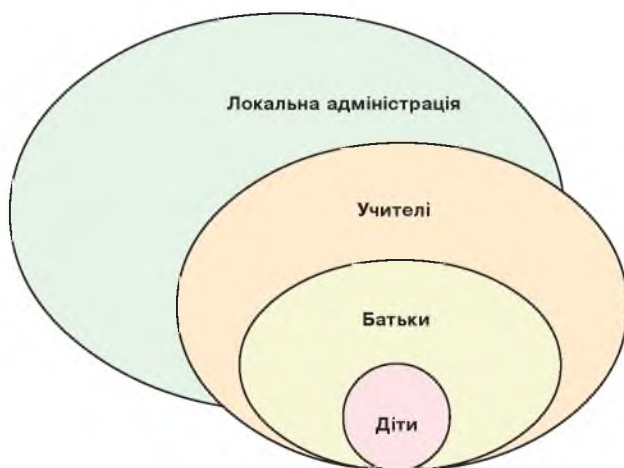 Локальна адміністрація
Учителі
Батьки
Діти